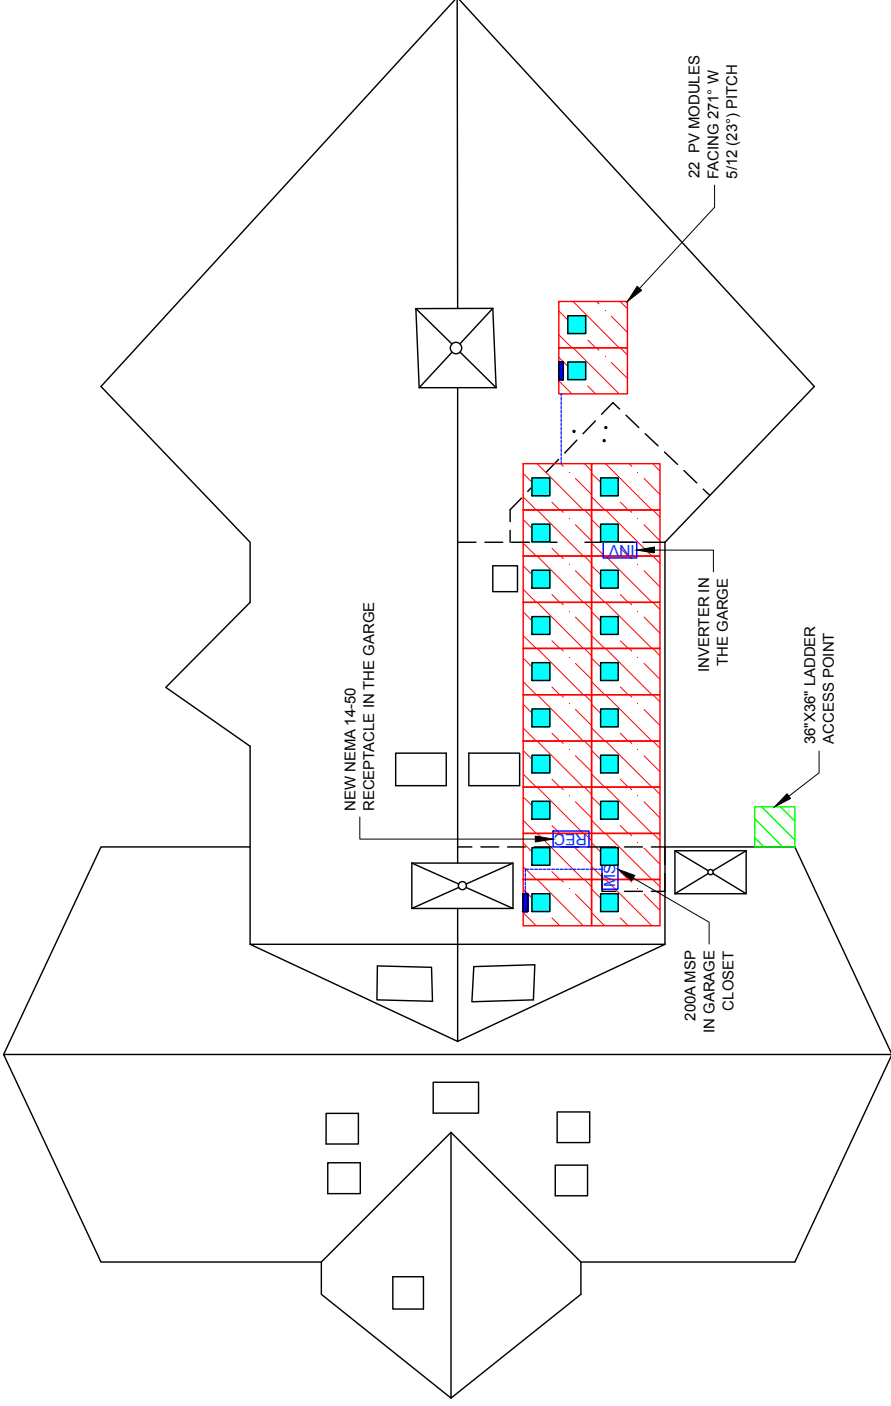 22 PV MODULES
FACING 271° W
5/12 (23°) PITCH
NEW NEMA 14-50
RECEPTACLE IN THE GARGE
INV
INVERTER IN
THE GARGE
36"X36" LADDER
ACCESS POINT
REC
MS
200A MSP
IN GARAGE
CLOSET